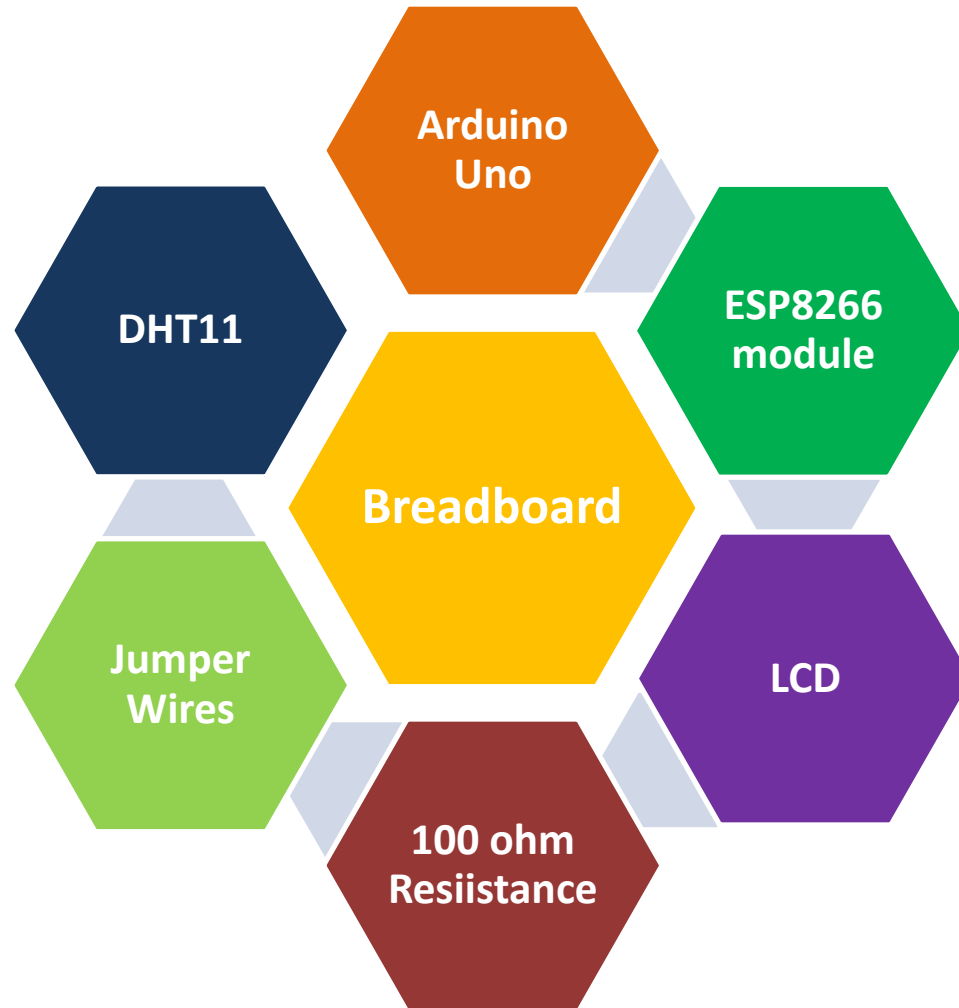 Arduino
Uno
ESP8266
module
DHT11
Breadboard
Jumper
Wires
LCD
100 ohm
Resiistance